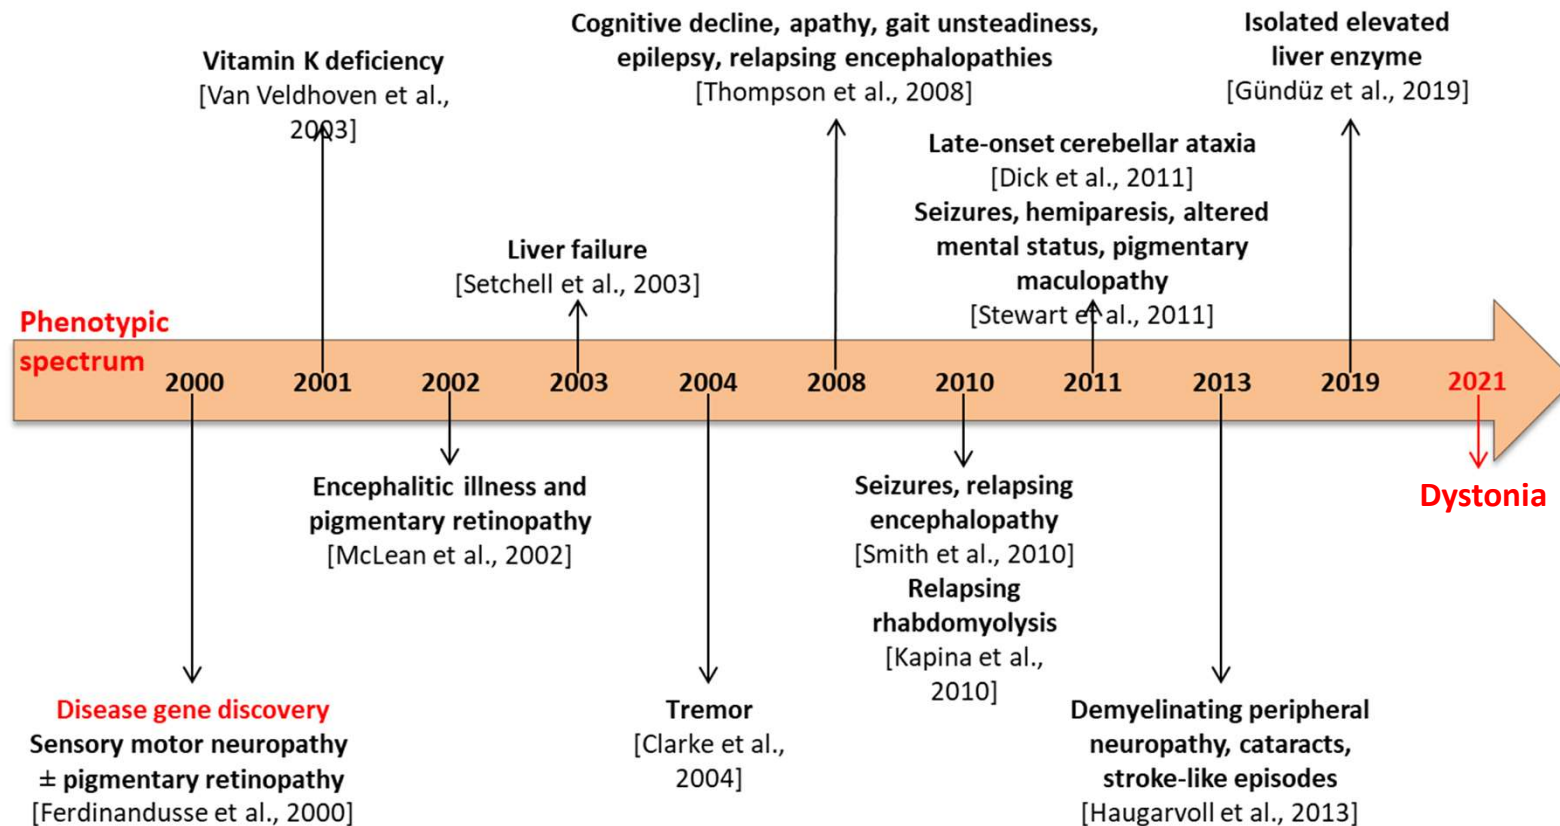 Vitamin K deficiency
[Van Veldhoven et al.,
2003]
Cognitive decline, apathy, gait unsteadiness,
epilepsy, relapsing encephalopathies
[Thompson et al., 2008]
Isolated elevated
liver enzyme
[Gündüz et al., 2019]
Liver failure
[Setchell et al., 2003]
Late-onset cerebellar ataxia
[Dick et al., 2011]
Seizures, hemiparesis, altered
mental status, pigmentary
maculopathy
[Stewart et al., 2011]
Phenotypic
spectrum
2000 2001 2002 2003 2004 2008 2010 2011 2013 2019 2021
Encephalitic illness and
pigmentary retinopathy
[McLean et al., 2002]
Seizures, relapsing
encephalopathy
[Smith et al., 2010]
Relapsing
rhabdomyolysis
[Kapina et al.,
2010]
Dystonia
Disease gene discovery
Sensory motor neuropathy
± pigmentary retinopathy
[Ferdinandusse et al., 2000]
Tremor
[Clarke et al.,
2004]
Demyelinating peripheral
neuropathy, cataracts,
stroke-like episodes
[Haugarvoll et al., 2013]